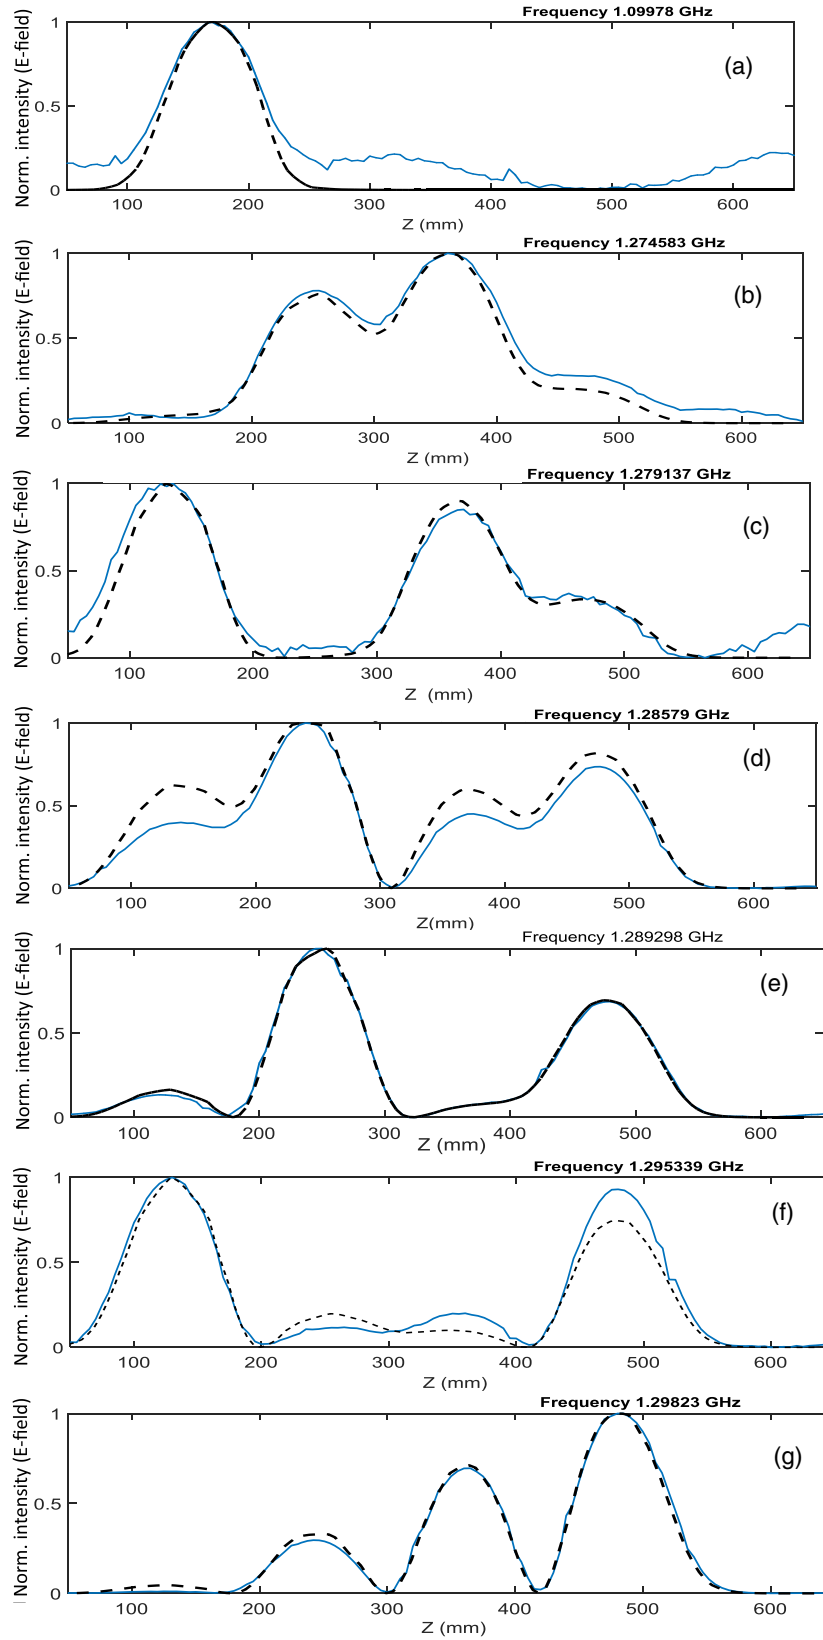 Frequency 1.09978 GHz
Norm. intensity (E-field)
(a)
1
0.5
0
100 200 300 400 500 600
Z (mm)
Frequency 1.274583 GHz
Norm. intensity (E-field)
(b)
1
0.5
0
100 200 300 400 500 600
Z (mm)
Frequency 1.279137 GHz
Norm. intensity (E-field)
(c)
1
0.5
0
100 200 300 400 500 600
Z (mm)
Frequency 1.28579 GHz
Norm. intensity (E-field)
(d)
1
0.5
0
100 200 300 400 500 600
Z(mm)
Frequency 1.289298 GHz
Norm. intensity (E-field)
(e)
1
0.5
0
100 200 300 400 500 600
Z (mm)
Frequency 1.295339 GHz
Norm. intensity (E-field)
(f)
1
0.5
0
100 200 300 400 500 600
Z (mm)
Frequency 1.29823 GHz
Norm. intensity (E-field)
(g)
1
0.5
0
100 200 300 400 500 600
Z (mm)